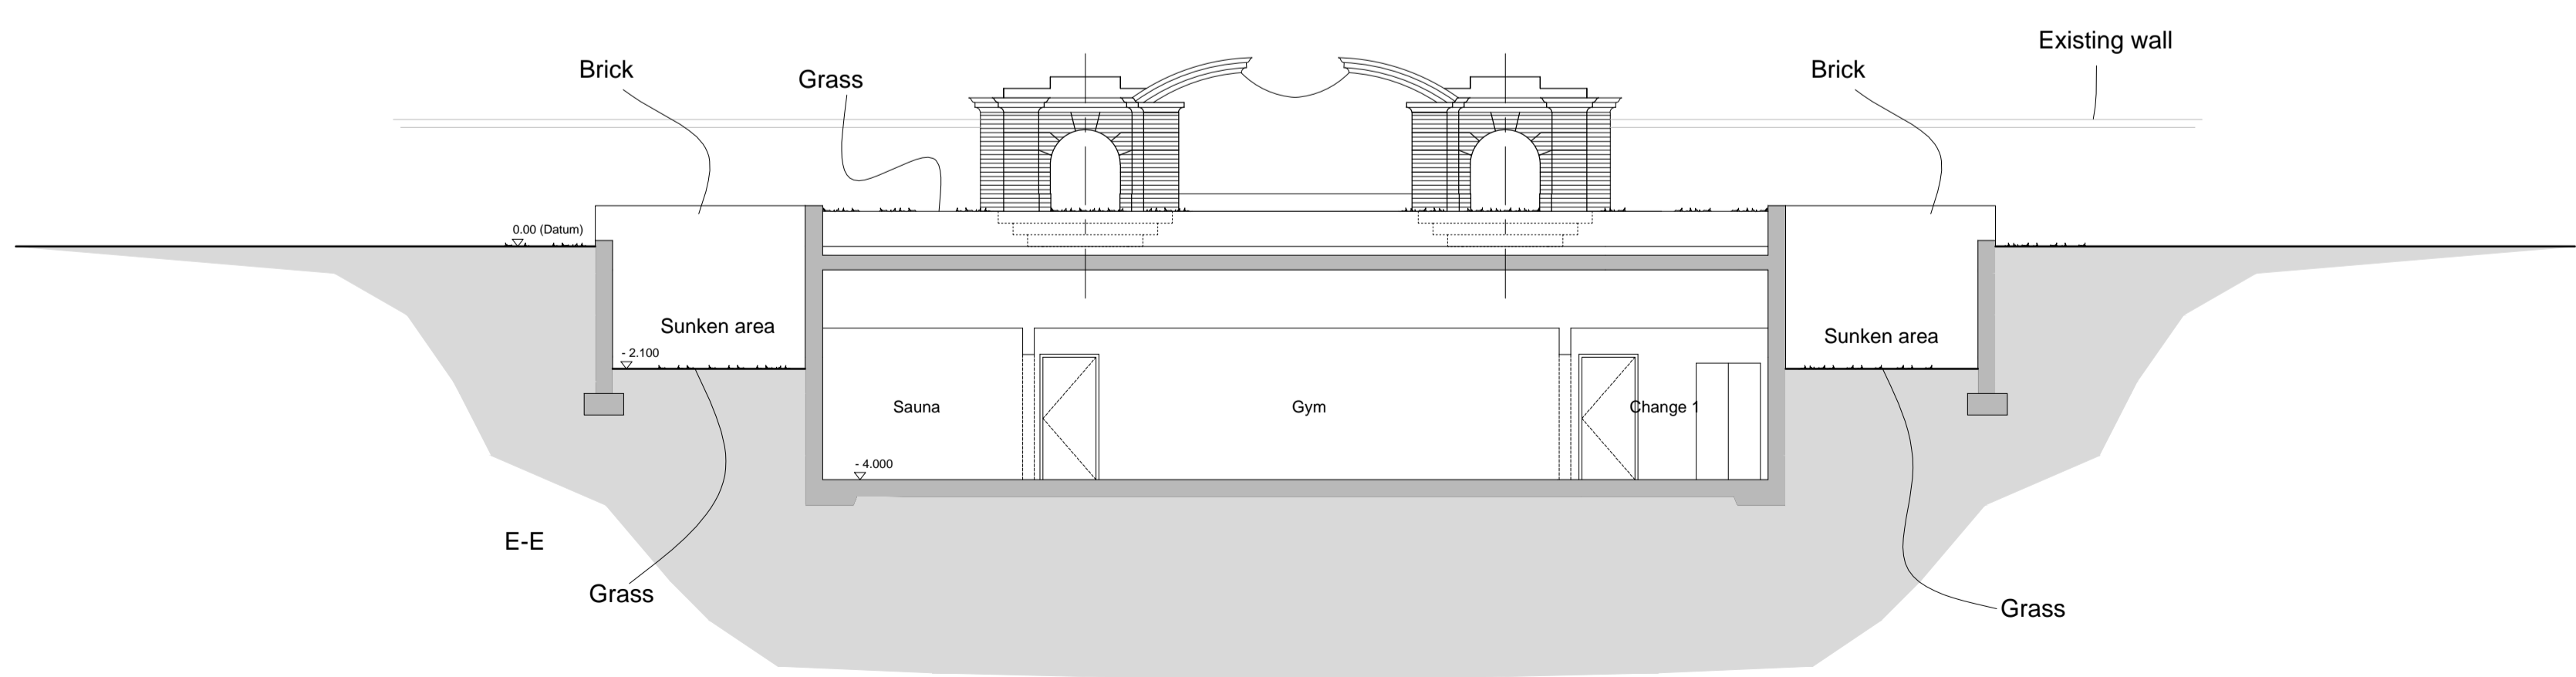 Existing wall
Brick
Grass
Brick
0.00 (Datum)
Sunken area
Sunken area
- 2.100
Sauna
Gym
Change 1
- 4.000
E-E
Grass
Grass